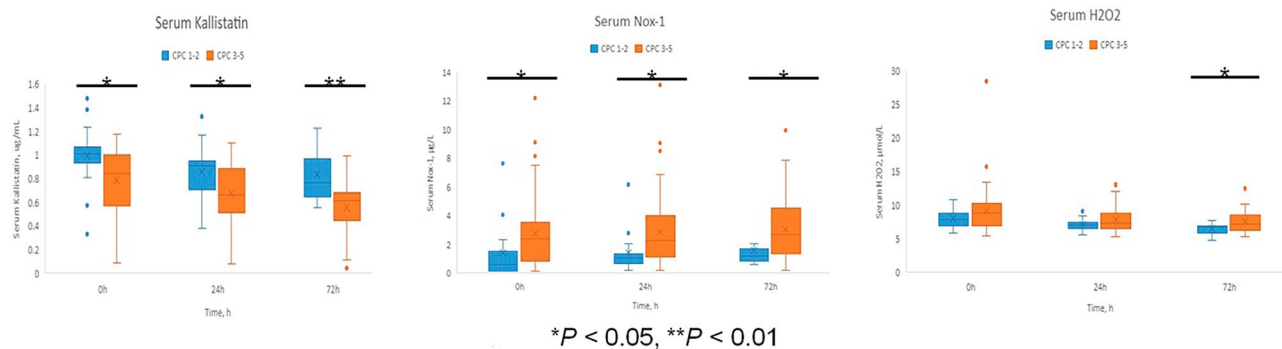 Serum Kallistatin
CPC 1-2 CPC 3-5
* * **
Serum Kallistatin, ug/mL
1.6
1.4
1.2
1
0.8
0.6
0.4
0.2
0
0h 24h 72h
Time, h
Serum Nox-1
CPC 1-2 CPC 3-5
* * *
Serum Nox-1, µg/L
14
12
10
8
6
4
2
0
0h 24h 72h
Time, h
Serum H2O2
CPC 1-2 CPC 3-5
*
Serum H2O2, µmol/L
30
25
20
15
10
5
0
0h 24h 72h
Time, h
*P < 0.05, **P < 0.01